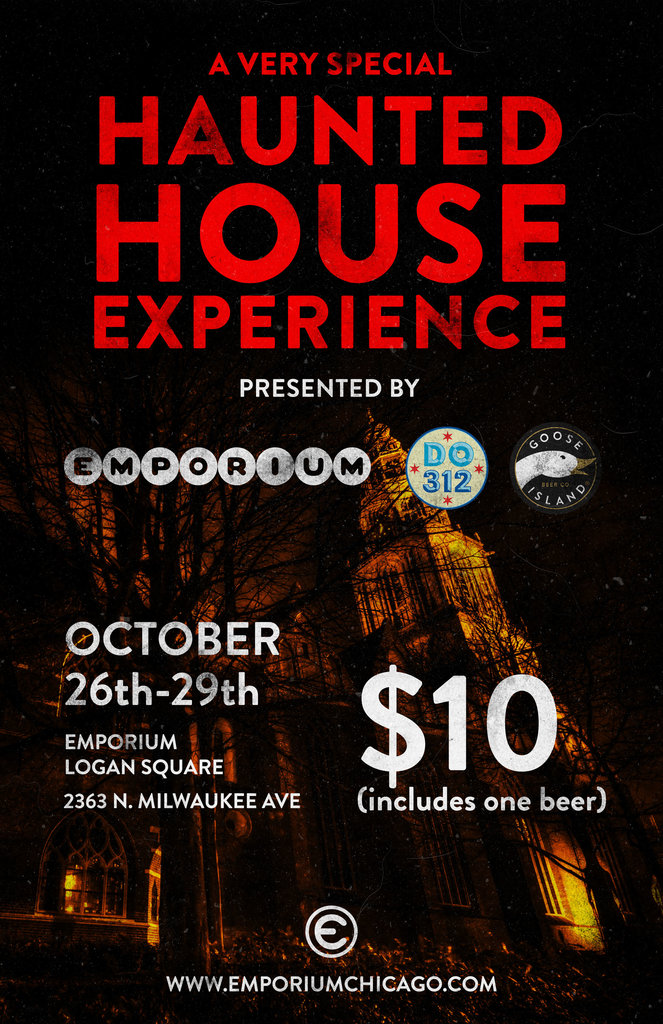 A VERY SPECIAL
HAUNTED
HOUSE
EXPERIENCE
PRESENTED BY
EMPORIUM
DO
312
GOOSE
BEER CO.
ISLAND
OCTOBER
26th-29th
EMPORIUM
LOGAN SQUARE
2363 N. MILWAUKEE AVE
$10
(includes one beer)
E
WWW.EMPORIUMCHICAGO.COM